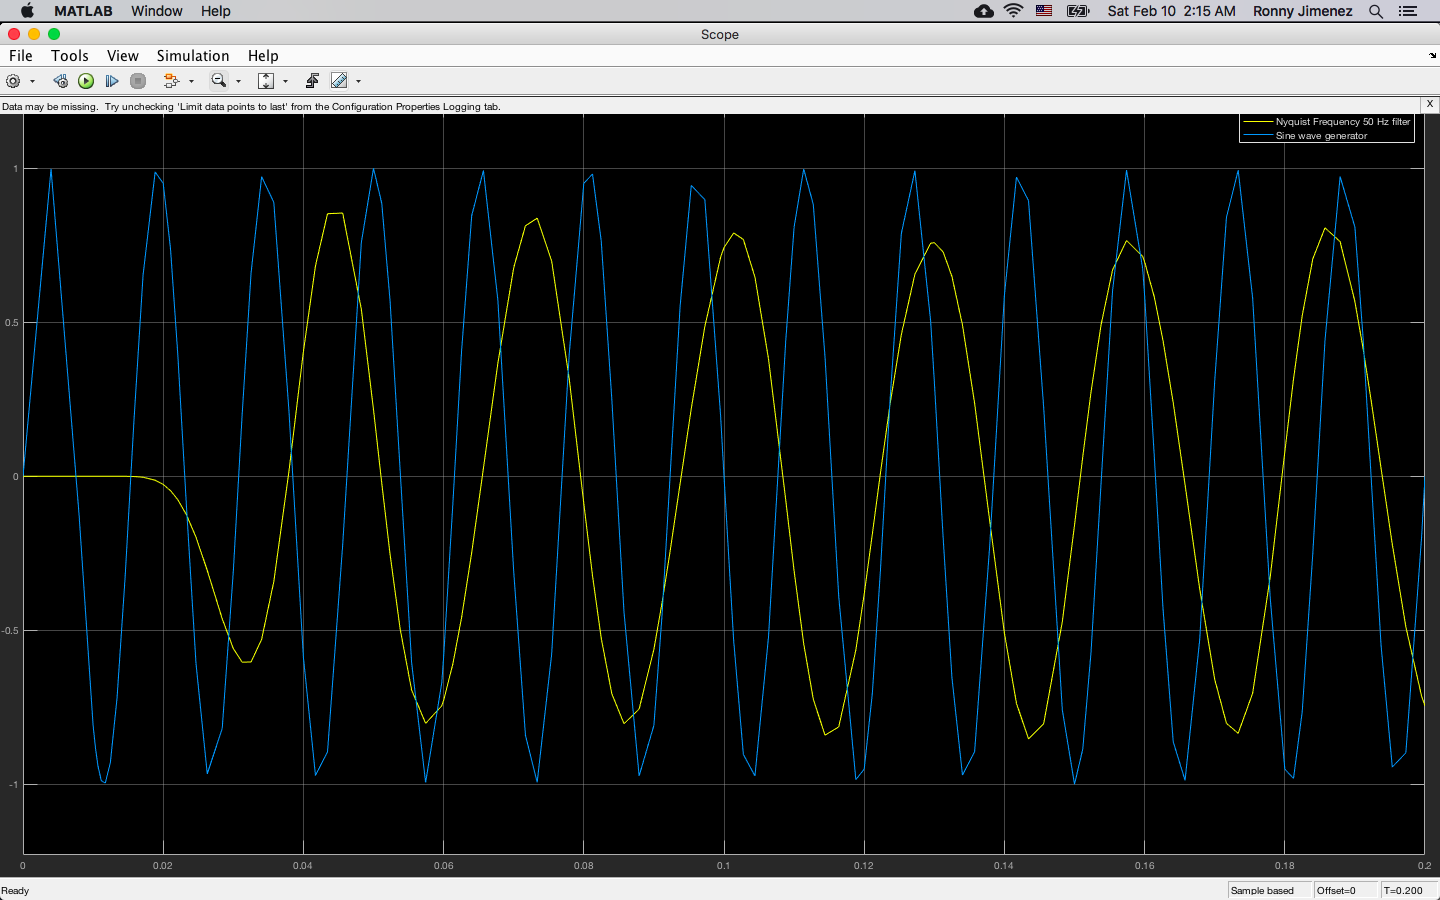 MATLAB Window Help Sat Feb 10 2:15 AM Ronny Jimenez
Scope
File Tools View Simulation Help
Data may be missing. Try unchecking 'Limit data points to last' from the Configuration Properties Logging tab. X
Nyquist Frequency 50 Hz filter
Sine wave generator
1
0.5
0
-0.5
-1
0 0.02 0.04 0.06 0.08 0.1 0.12 0.14 0.16 0.18 0.2
Ready Sample based Offset=0 T=0.200